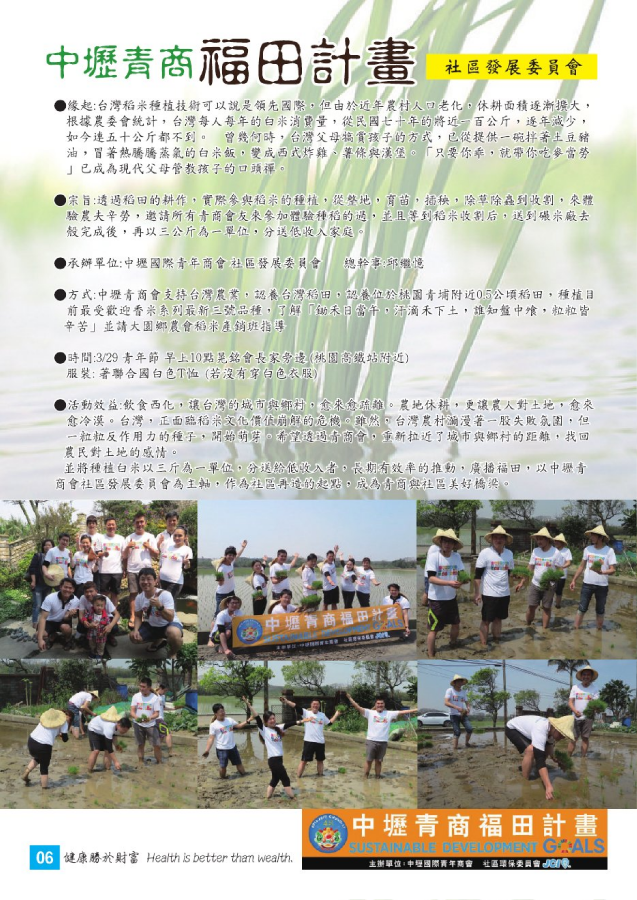 中壢青商福田計畫
社區發展委員會
●緣起:台灣稻米種植技術可以說是領先國際，但由於近年農村人口老化，休耕面積逐漸擴大，
根據農委會統計，台灣每人每年的白米消費量，從民國七十年的將近一百公斤，逐年減少，
如今連五十公斤都不到。 曾幾何時，台灣父母犒賞孩子的方式，已從提供一碗拌著土豆豬
油，冒著熱騰騰蒸氣的白米飯，變成西式炸雞、薯條與漢堡。「只要你乖，就帶你吃麥當勞
」已成為現代父母管教孩子的口頭禪。
●宗旨:透過稻田的耕作，實際參與稻米的種植，從整地，育苗，插秧，除草除蟲到收割，來體
驗農夫辛勞，邀請所有青商會友來參加體驗種稻的過，並且等到稻米收割后，送到碾米廠去
殼完成後，再以三公斤為一單位，分送低收入家庭。
●承辦單位:中壢國際青年商會 社區發展委員會 總幹事:邱繼憶
●方式:中壢青商會支持台灣農業，認養台灣稻田，認養位於桃園青埔附近0.5公頃稻田，種植目
前最受歡迎香米系列最新三號品種，了解「鋤禾日當午，汗滴禾下土，誰知盤中飧，粒粒皆
辛苦」並請大園鄉農會稻米產銷班指導
●時間:3/29 青年節 早上10點晃銘會長家旁邊 (桃園高鐵站附近)
服裝: 著聯合國白色T恤 (若沒有穿白色衣服)
●活動效益:飲食西化，讓台灣的城市與鄉村，愈來愈疏離。農地休耕，更讓農人對土地，愈來
愈冷漠。台灣，正面臨稻米文化價值崩解的危機。雖然，台灣農村瀰漫著一股失敗氛圍，但
一粒粒反作用力的種子，開始萌芽。希望透過青商會，重新拉近了城市與鄉村的距離，找回
農民對土地的感情。
並將種植白米以三斤為一單位，分送給低收入者，長期有效率的推動，廣播福田，以中壢青
商會社區發展委員會為主軸，作為社區再造的起點，成為青商與社區美好橋梁。
中壢青商福田計畫
中壢青商福田計畫
SUSTAINABLE DEVELOPMENT GOALS
主辦單位：中壢國際青年商會 社區環保委員會
06 健康勝於財富 Health is better than wealth.